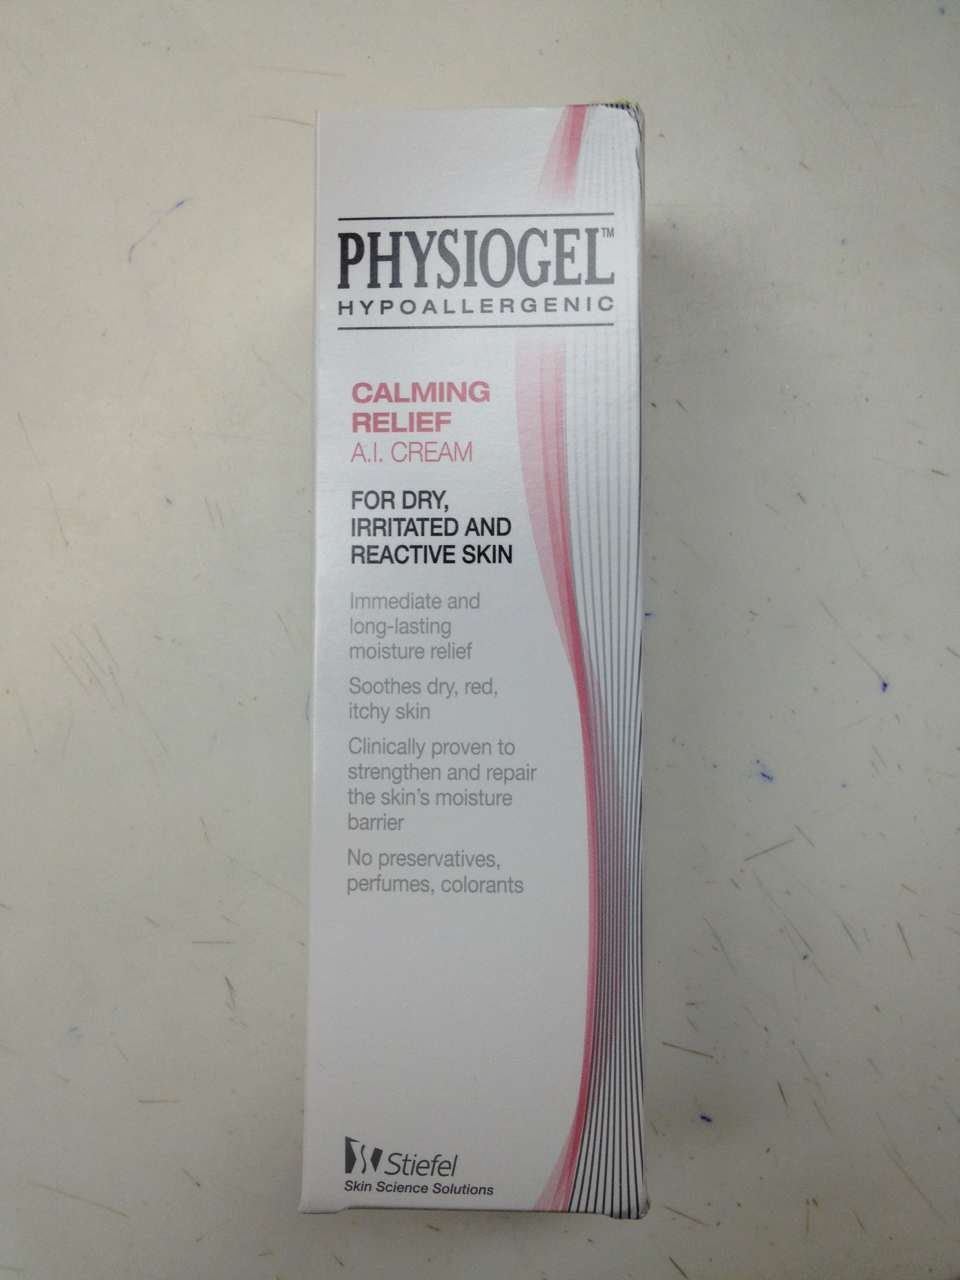 PHYSIOGEL™
HYPOALLERGENIC
CALMING
RELIEF
A.I. CREAM
FOR DRY,
IRRITATED AND
REACTIVE SKIN
Immediate and
long-lasting
moisture relief
Soothes dry, red,
itchy skin
Clinically proven to
strengthen and repair
the skin's moisture
barrier
No preservatives,
perfumes, colorants
Stiefel
Skin Science Solutions